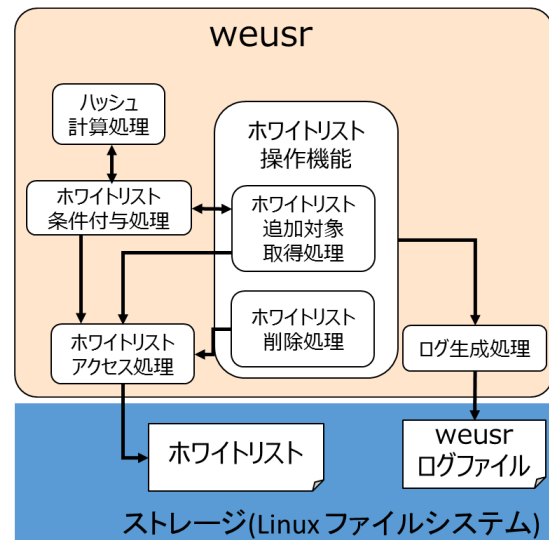 weusr
ハッシュ
計算処理
ホワイトリスト
操作機能
ホワイトリスト
条件付与処理
ホワイトリスト
追加対象
取得処理
ホワイトリスト
削除処理
ホワイトリスト
アクセス処理
ログ生成処理
ホワイトリスト
weusr
ログファイル
ストレージ(Linux ファイルシステム)